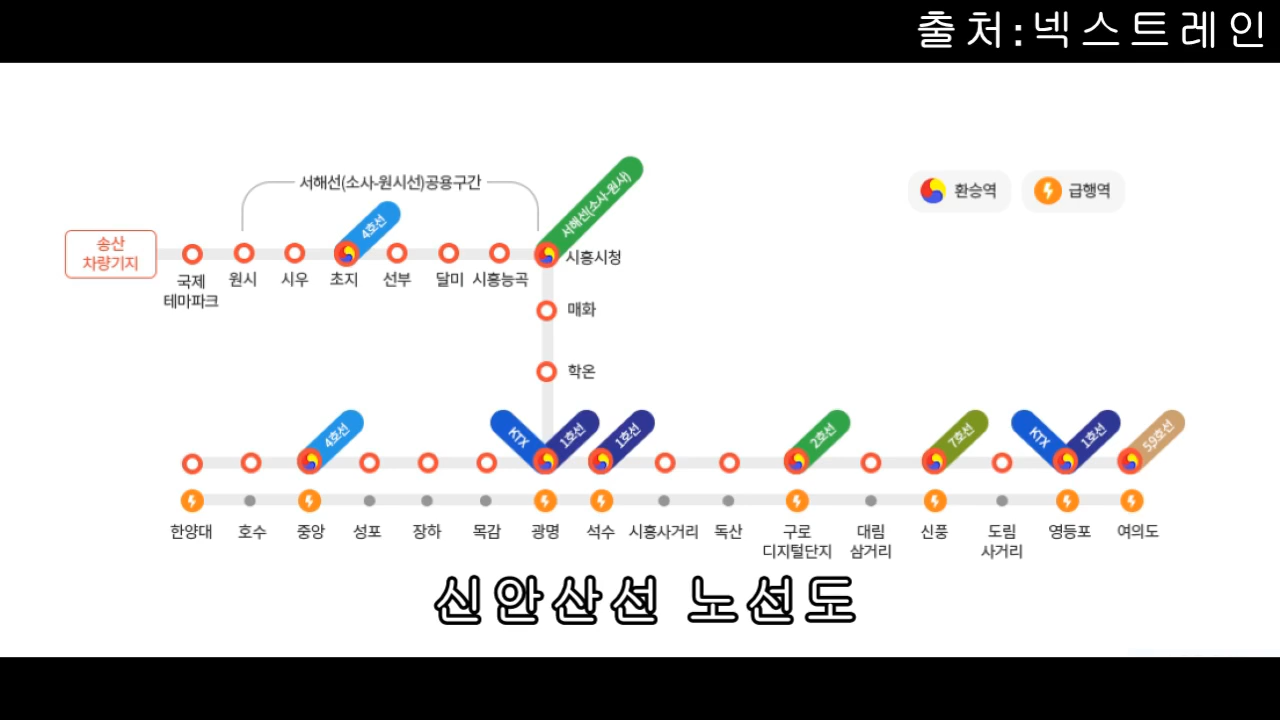 출처:넥스트레인
서해선(소사-원시선)공용구간
서해선(소사-원시)
환승역
급행역
4호선
송산
차량기지
국제
테마파크
원시
시우
초지
선부
달미
시흥능곡
시흥시청
매화
학온
4호선
KTX
1호선
1호선
2호선
7호선
KTX
1호선
5,9호선
한양대
호수
중앙
성포
장하
목감
광명
석수
시흥사거리
독산
구로
디지털단지
대림
삼거리
신풍
도림
사거리
영등포
여의도
신안산선 노선도